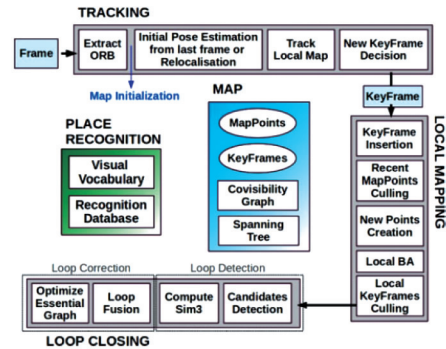 TRACKING
Frame
Extract
ORB
Initial Pose Estimation
from last frame or
Relocalisation
Track
Local Map
New KeyFrame
Decision
Map Initialization
MAP
KeyFrame
PLACE
RECOGNITION
Visual
Vocabulary
Recognition
Database
MapPoints
KeyFrames
Covisibility
Graph
Spanning
Tree
LOCAL MAPPING
KeyFrame
Insertion
Recent
MapPoints
Culling
New Points
Creation
Local BA
Local
KeyFrames
Culling
Loop Correction
Loop Detection
Optimize
Essential
Graph
Loop
Fusion
Compute
Sim3
Candidates
Detection
LOOP CLOSING